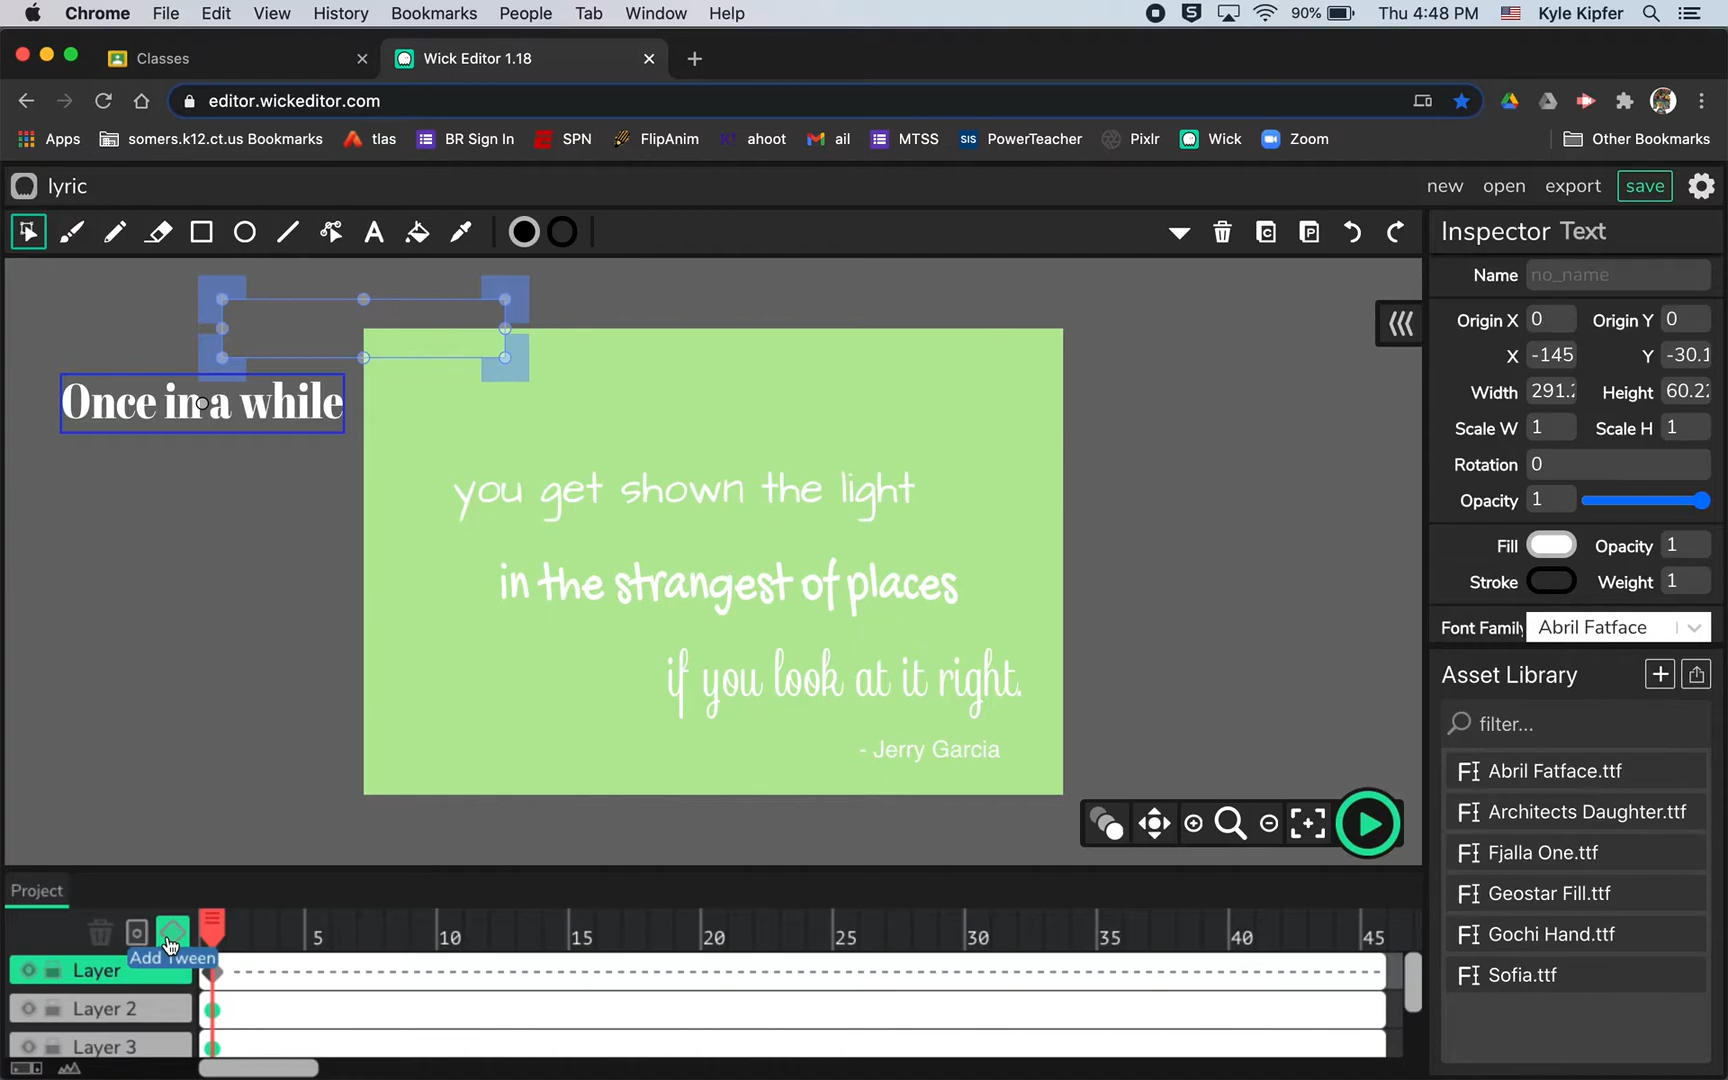 Chrome File Edit View History Bookmarks People Tab Window Help 90% Thu 4:48 PM Kyle Kipfer
Classes Wick Editor 1.18
editor.wickeditor.com
Apps somers.k12.ct.us Bookmarks tlas BR Sign In SPN FlipAnim ahoot ail MTSS SIS PowerTeacher Pixlr Wick Zoom Other Bookmarks
lyric new open export save
Inspector Text
Name no_name
Origin X 0 Origin Y 0
X -145 Y -30.1
Width 291.2 Height 60.2
Scale W 1 Scale H 1
Rotation 0
Opacity 1
Fill Opacity 1
Stroke Weight 1
Font Family Abril Fatface
Once in a while
you get shown the light
in the strangest of places
if you look at it right.
- Jerry Garcia
Asset Library
filter...
Abril Fatface.ttf
Architects Daughter.ttf
Fjalla One.ttf
Geostar Fill.ttf
Gochi Hand.ttf
Sofia.ttf
Project
5 10 15 20 25 30 35 40 45
Add Tween
Layer
Layer 2
Layer 3